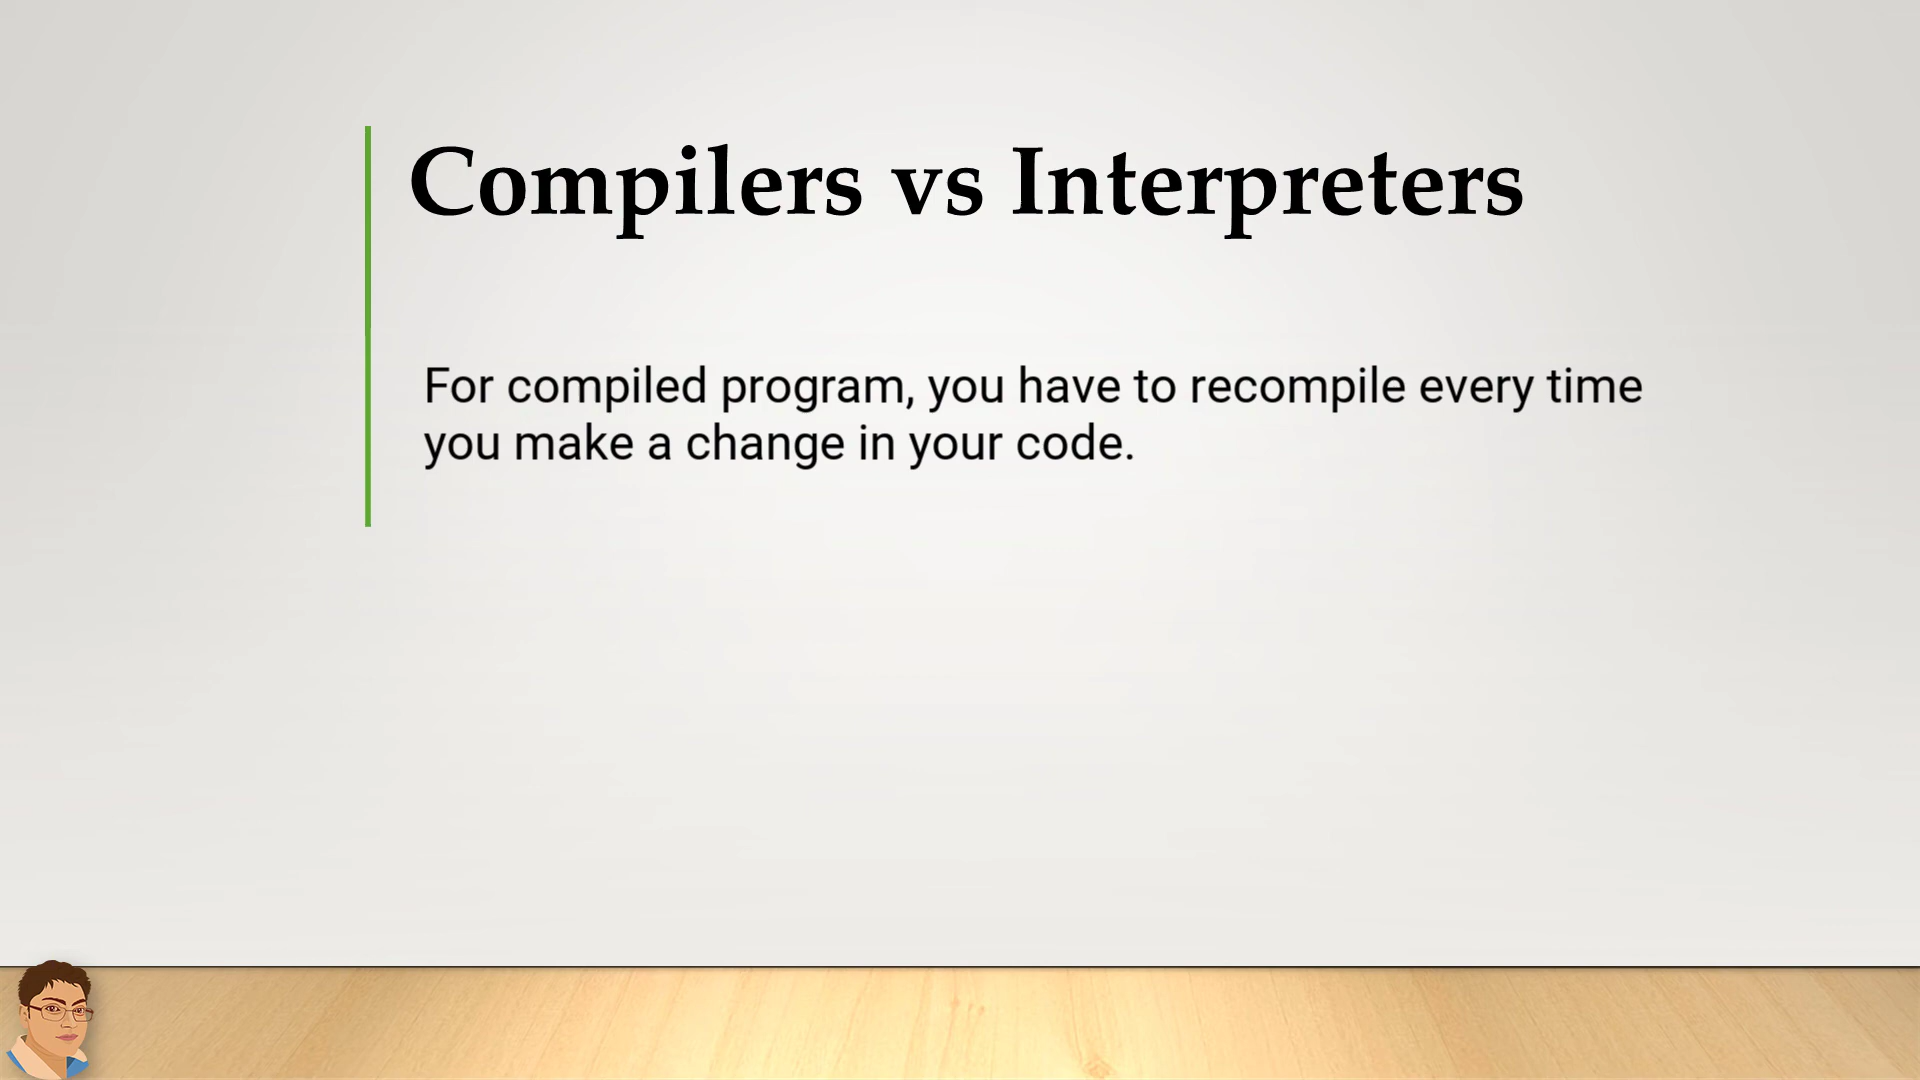 Compilers vs Interpreters
For compiled program, you have to recompile every time
you make a change in your code.